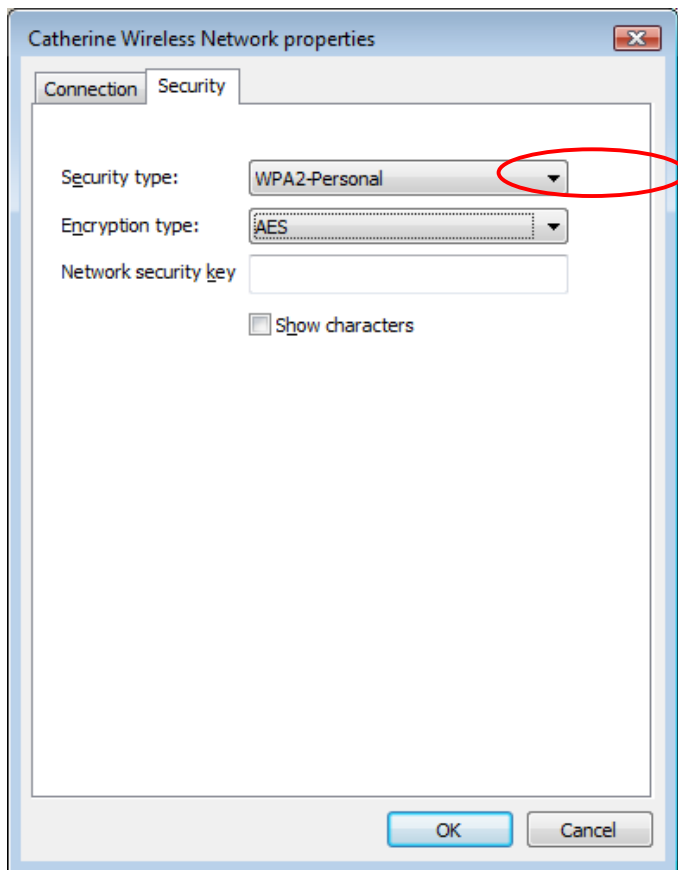 Catherine Wireless Network properties
Connection Security
Security type: WPA2-Personal
Encryption type: AES
Network security key
Show characters
OK Cancel